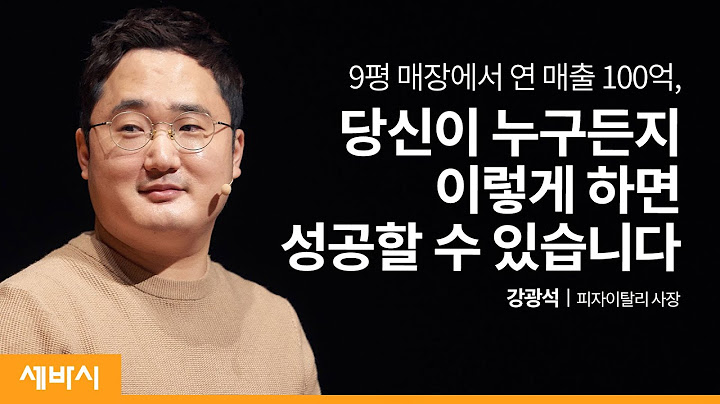 9평 매장에서 연 매출 100억,
당신이 누구든지
이렇게 하면
성공할 수 있습니다
강광석 | 피자이탈리 사장
세바시